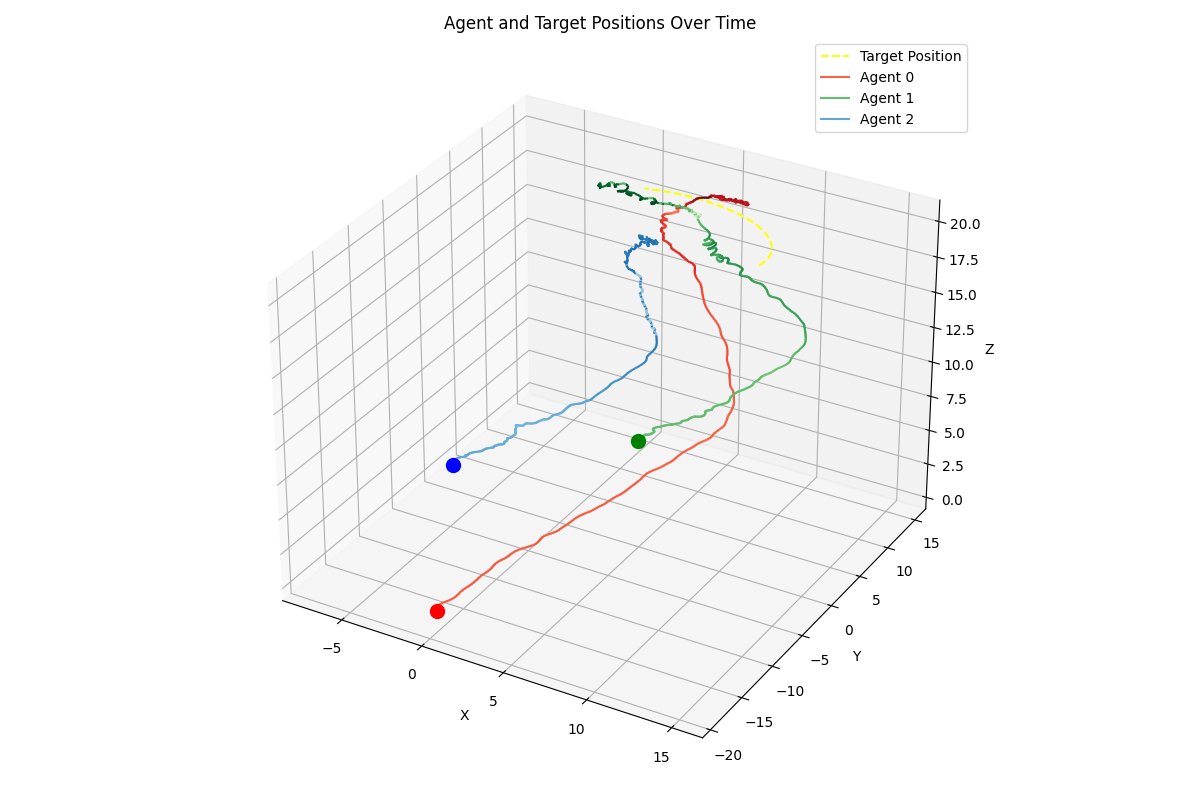 Agent and Target Positions Over Time
Target Position
Agent 0
Agent 1
Agent 2
20.0
17.5
15.0
12.5
10.0
7.5
5.0
2.5
0.0
Z
15
10
5
0
−5
−10
−15
−20
Y
−5
0
5
10
15
X